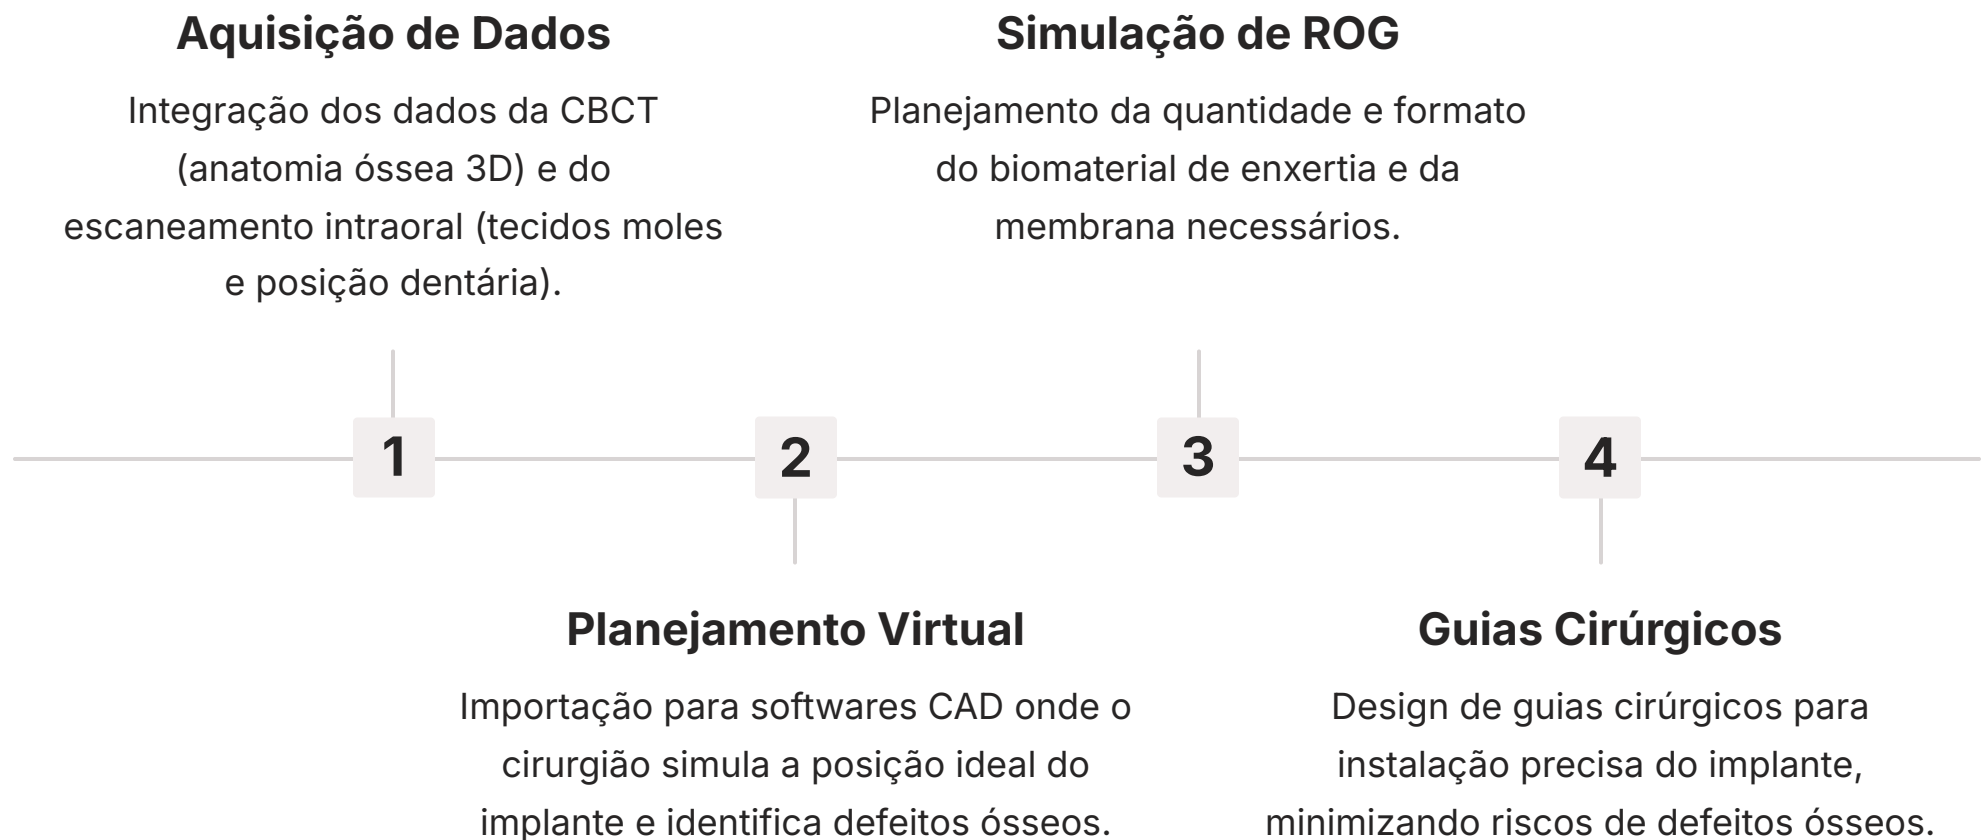 Aquisição de Dados
Integração dos dados da CBCT
(anatomia óssea 3D) e do
escaneamento intraoral (tecidos moles
e posição dentária).
Simulação de ROG
Planejamento da quantidade e formato
do biomaterial de enxertia e da
membrana necessários.
1
2
3
4
Planejamento Virtual
Importação para softwares CAD onde o
cirurgião simula a posição ideal do
implante e identifica defeitos ósseos.
Guias Cirúrgicos
Design de guias cirúrgicos para
instalação precisa do implante,
minimizando riscos de defeitos ósseos.